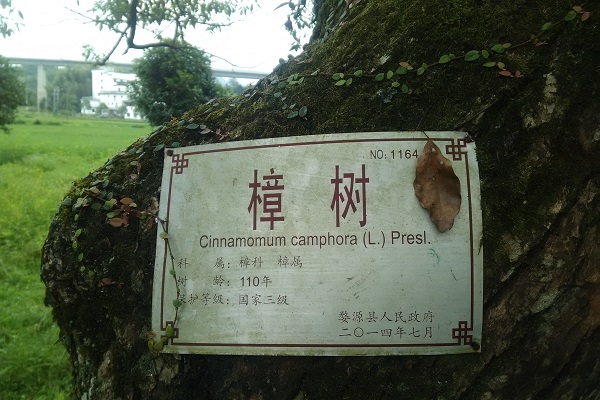 NO: 1164
樟树
Cinnamomum camphora (L.) Presl.
科 属：樟科 樟属
树 龄：110年
保护等级：国家三级
婺源县人民政府
二〇一四年七月